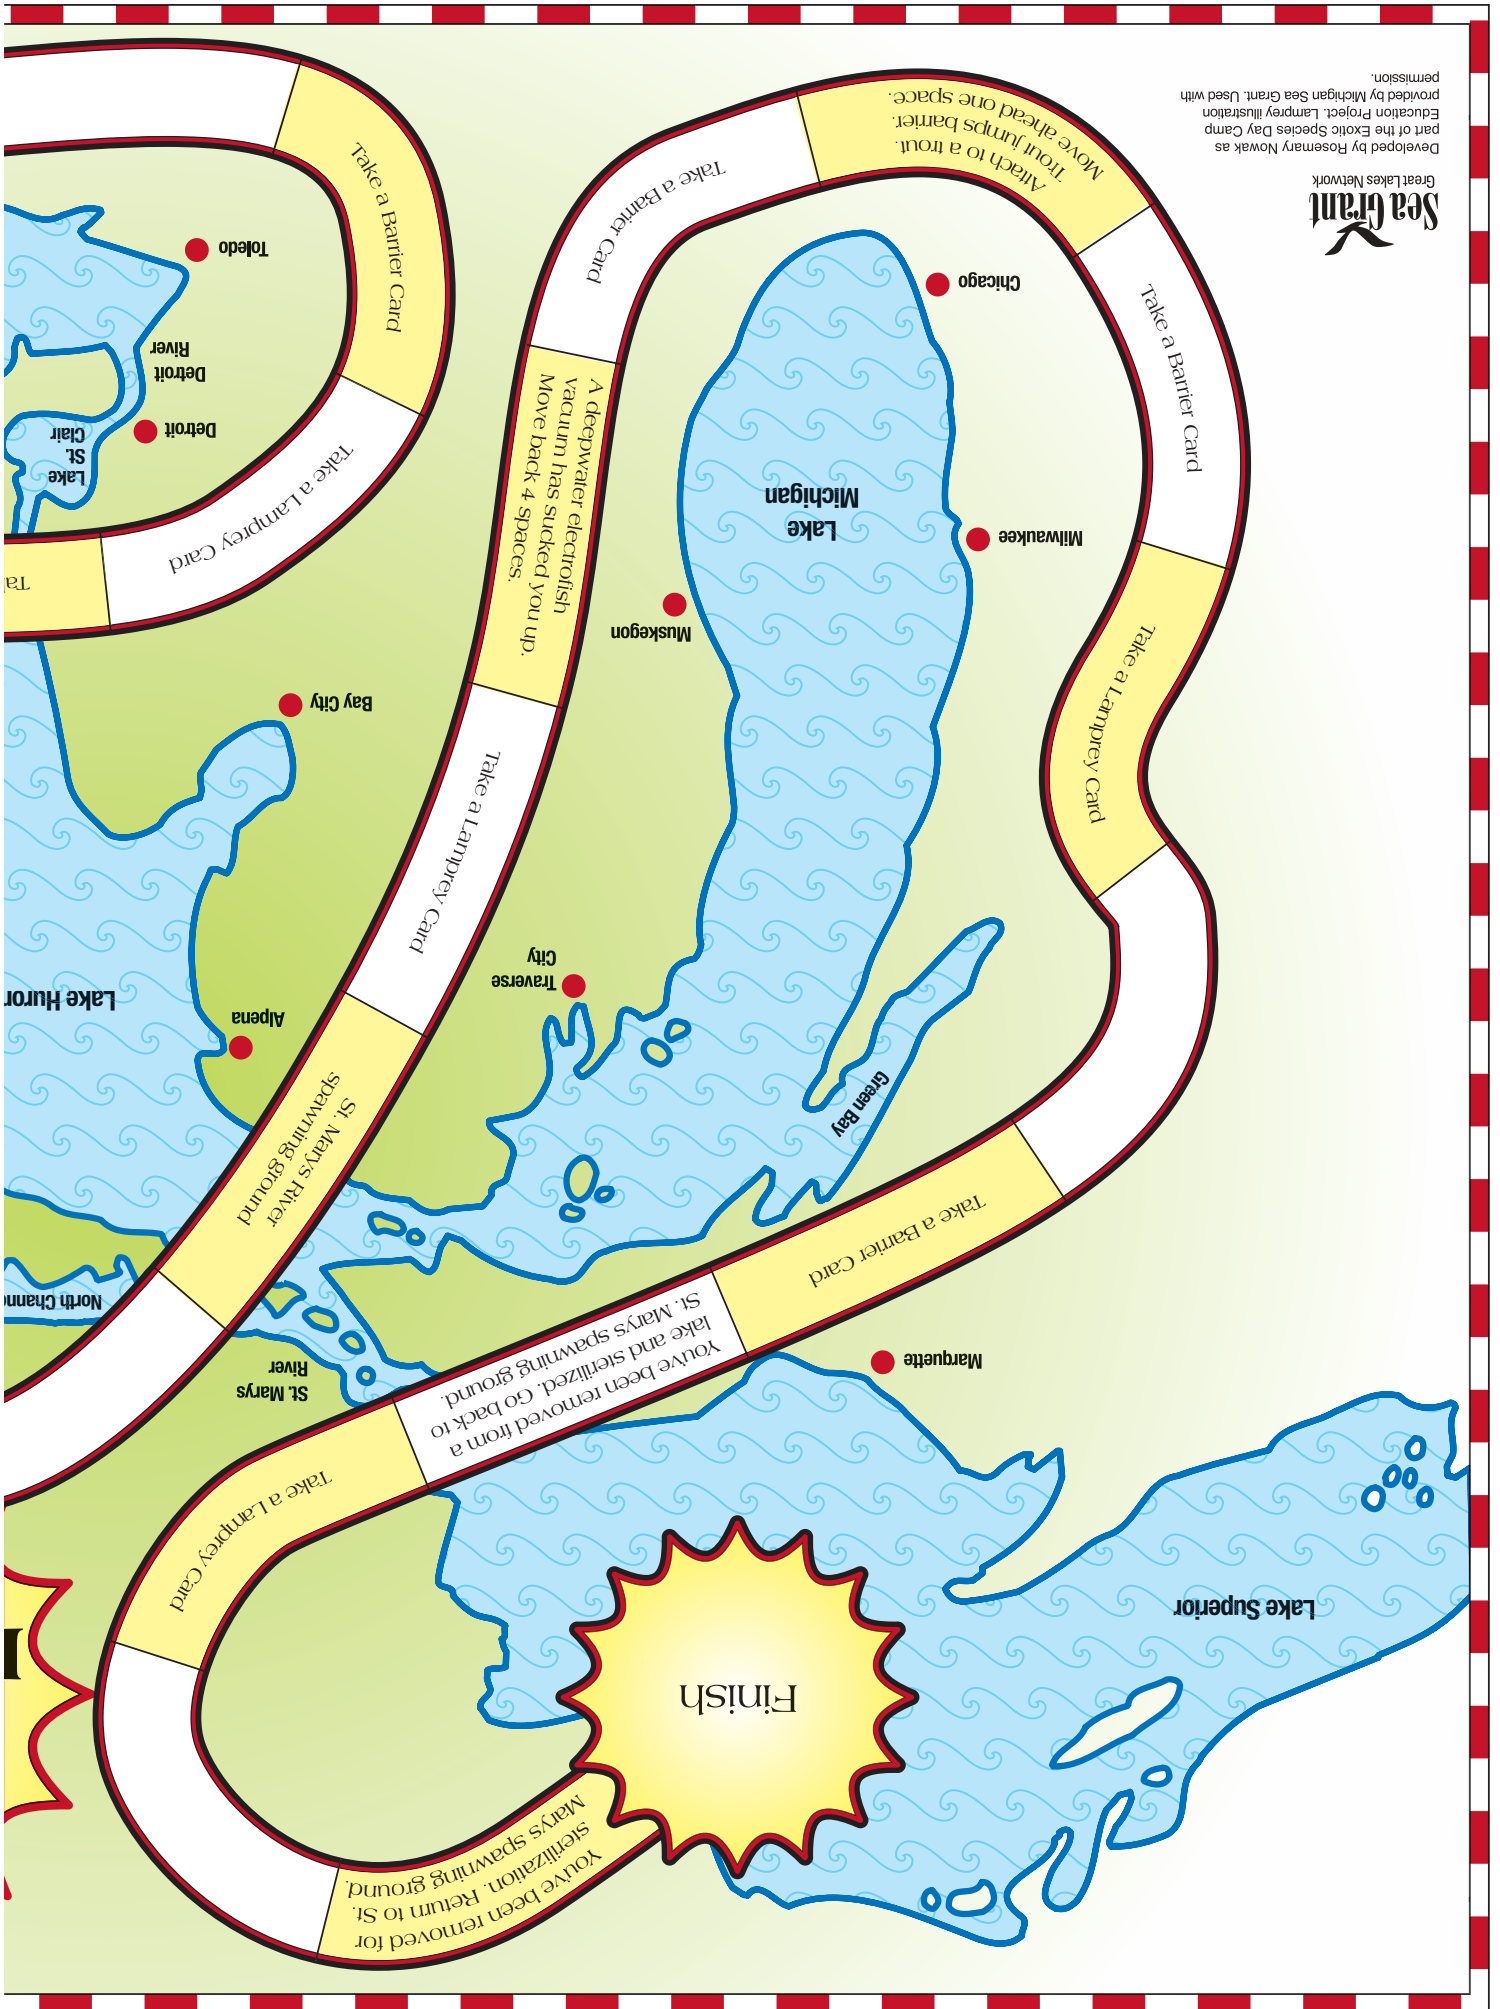 Finish
You've been removed for
sterilization. Return to St.
Marys spawning ground.
Take a Lamprey Card
You've been removed from a
lake and sterilized. Go back to
St. Marys spawning ground.
Take a Barrier Card
Take a Lamprey Card
Take a Barrier Card
Attach to a trout.
Trout jumps barrier.
Move ahead one space.
Take a Barrier Card
A deepwater electrofish
vacuum has sucked you up.
Move back 4 spaces.
Take a Lamprey Card
St. Marys River
spawning ground
Take a Lamprey Card
Take a Barrier Card
Lake Superior
Marquette
St. Marys
River
North Chann
Green Bay
Alpena
Lake Huron
Traverse
City
Bay City
Muskegon
Milwaukee
Lake
Michigan
Lake
St.
Clair
Detroit
Detroit
River
Chicago
Toledo
Sea Grant
Great Lakes Network
Developed by Rosemary Nowak as
part of the Exotic Species Day Camp
Education Project. Lamprey illustration
provided by Michigan Sea Grant. Used with
permission.